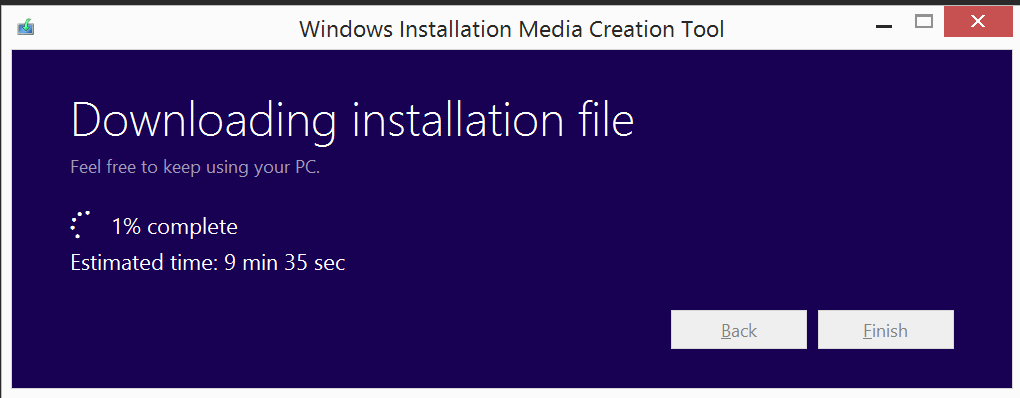 Windows Installation Media Creation Tool
Downloading installation file
Feel free to keep using your PC.
1% complete
Estimated time: 9 min 35 sec
Back
Finish